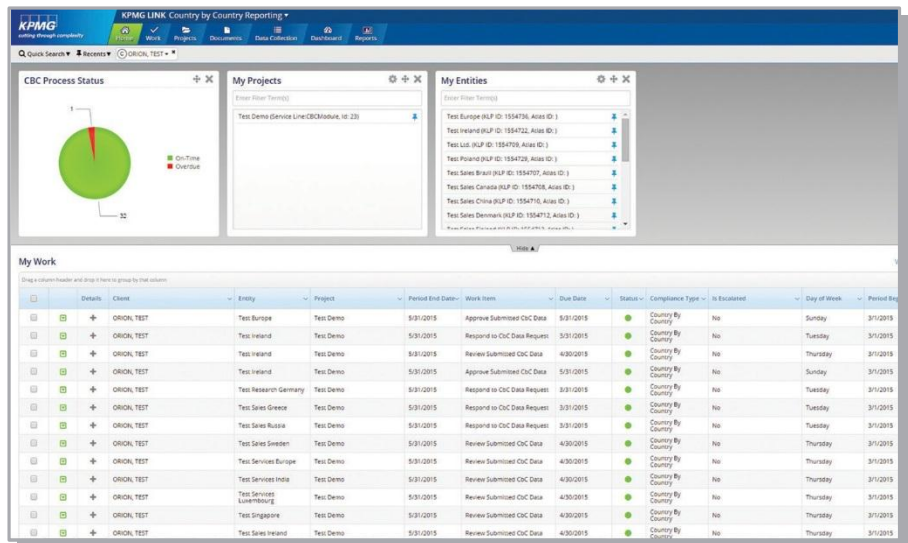 KPMG
cutting through complexity
KPMG LINK Country by Country Reporting
Home Work Projects Documents Data Collection Dashboard Reports
Quick Search Recents C ORION, TEST
CBC Process Status
1
32
On-Time
Overdue
My Projects
Enter Filter Term(s)
Test Demo (Service Line:CBCModule, Id: 23)
My Entities
Enter Filter Term(s)
Test Europe (KLP ID: 1554736, Atlas ID: )
Test Ireland (KLP ID: 1554722, Atlas ID: )
Test Ltd. (KLP ID: 1554709, Atlas ID: )
Test Poland (KLP ID: 1554729, Atlas ID: )
Test Sales Brazil (KLP ID: 1554707, Atlas ID: )
Test Sales Canada (KLP ID: 1554708, Atlas ID: )
Test Sales China (KLP ID: 1554710, Atlas ID: )
Test Sales Denmark (KLP ID: 1554712, Atlas ID: )
Hide
My Work
Drag a column header and drop it here to group by that column
Details Client Entity Project Period End Date Work Item Due Date Status Compliance Type Is Escalated Day of Week Period Beg
ORION, TEST Test Europe Test Demo 5/31/2015 Approve Submitted CbC Data 5/31/2015 Country By Country No Sunday 3/1/2015
ORION, TEST Test Ireland Test Demo 5/31/2015 Respond to CbC Data Request 3/31/2015 Country By Country No Tuesday 3/1/2015
ORION, TEST Test Ireland Test Demo 5/31/2015 Review Submitted CbC Data 4/30/2015 Country By Country No Thursday 3/1/2015
ORION, TEST Test Ireland Test Demo 5/31/2015 Approve Submitted CbC Data 5/31/2015 Country By Country No Sunday 3/1/2015
ORION, TEST Test Research Germany Test Demo 5/31/2015 Respond to CbC Data Request 3/31/2015 Country By Country No Tuesday 3/1/2015
ORION, TEST Test Sales Greece Test Demo 5/31/2015 Respond to CbC Data Request 3/31/2015 Country By Country No Tuesday 3/1/2015
ORION, TEST Test Sales Russia Test Demo 5/31/2015 Respond to CbC Data Request 3/31/2015 Country By Country No Tuesday 3/1/2015
ORION, TEST Test Sales Sweden Test Demo 5/31/2015 Review Submitted CbC Data 4/30/2015 Country By Country No Thursday 3/1/2015
ORION, TEST Test Services Europe Test Demo 5/31/2015 Review Submitted CbC Data 4/30/2015 Country By Country No Thursday 3/1/2015
ORION, TEST Test Services India Test Demo 5/31/2015 Review Submitted CbC Data 4/30/2015 Country By Country No Thursday 3/1/2015
ORION, TEST Test Services Luxembourg Test Demo 5/31/2015 Review Submitted CbC Data 4/30/2015 Country By Country No Thursday 3/1/2015
ORION, TEST Test Singapore Test Demo 5/31/2015 Review Submitted CbC Data 4/30/2015 Country By Country No Thursday 3/1/2015
ORION, TEST Test Sales Ireland Test Demo 5/31/2015 Review Submitted CbC Data 4/30/2015 Country By Country No Thursday 3/1/2015